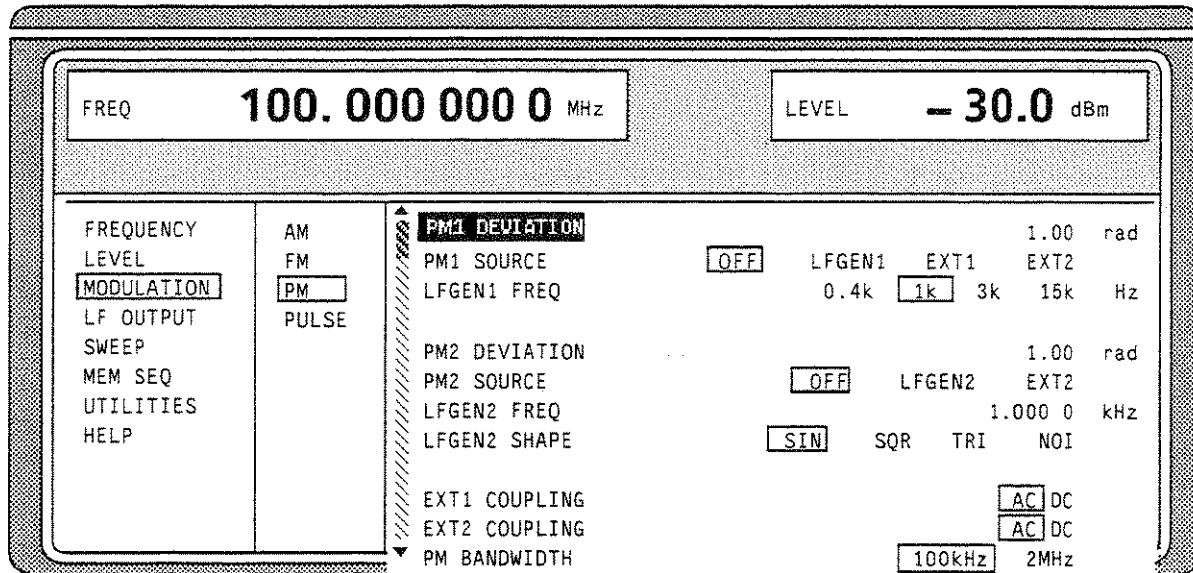 FREQ 100. 000 000 0 MHz
LEVEL – 30.0 dBm
FREQUENCY
LEVEL
MODULATION
LF OUTPUT
SWEEP
MEM SEQ
UTILITIES
HELP
AM
FM
PM
PULSE
PM1 DEVIATION 1.00 rad
PM1 SOURCE OFF LFGEN1 EXT1 EXT2
LFGEN1 FREQ 0.4k 1k 3k 15k Hz
PM2 DEVIATION 1.00 rad
PM2 SOURCE OFF LFGEN2 EXT2
LFGEN2 FREQ 1.000 0 kHz
LFGEN2 SHAPE SIN SQR TRI NOI
EXT1 COUPLING AC DC
EXT2 COUPLING AC DC
PM BANDWIDTH 100kHz 2MHz